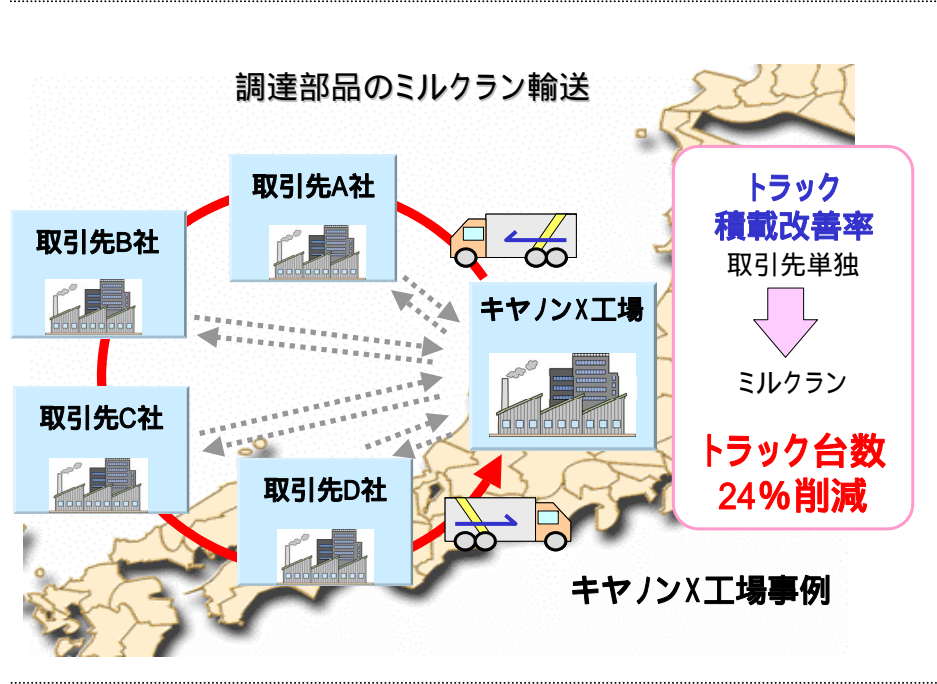 調達部品のミルクラン輸送
取引先A社
取引先B社
取引先C社
取引先D社
キヤノンX工場
トラック
積載改善率
取引先単独
ミルクラン
トラック台数
24%削減
キヤノンX工場事例